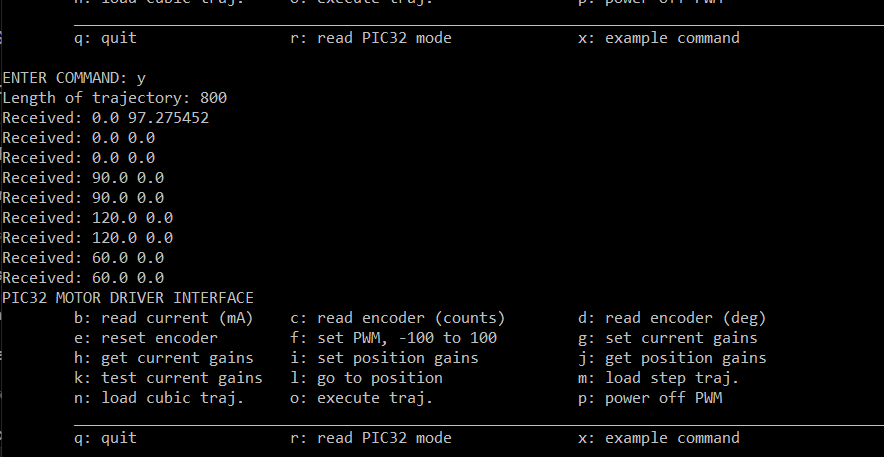 n: load cubic traj. o: execute traj. p: power off PWM
q: quit r: read PIC32 mode x: example command
ENTER COMMAND: y
Length of trajectory: 800
Received: 0.0 97.275452
Received: 0.0 0.0
Received: 0.0 0.0
Received: 90.0 0.0
Received: 90.0 0.0
Received: 120.0 0.0
Received: 120.0 0.0
Received: 60.0 0.0
Received: 60.0 0.0
PIC32 MOTOR DRIVER INTERFACE
b: read current (mA) c: read encoder (counts) d: read encoder (deg)
e: reset encoder f: set PWM, -100 to 100 g: set current gains
h: get current gains i: set position gains j: get position gains
k: test current gains l: go to position m: load step traj.
n: load cubic traj. o: execute traj. p: power off PWM
q: quit r: read PIC32 mode x: example command